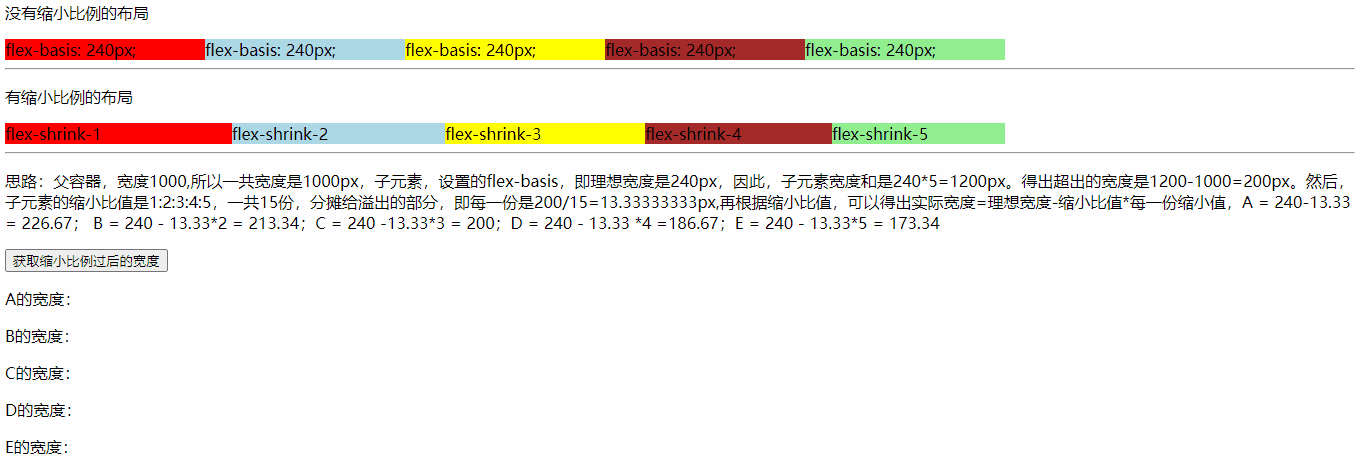 没有缩小比例的布局
flex-basis: 240px; flex-basis: 240px; flex-basis: 240px; flex-basis: 240px; flex-basis: 240px;
有缩小比例的布局
flex-shrink-1 flex-shrink-2 flex-shrink-3 flex-shrink-4 flex-shrink-5
思路：父容器，宽度1000,所以一共宽度是1000px，子元素，设置的flex-basis，即理想宽度是240px，因此，子元素宽度和是240*5=1200px。得出超出的宽度是1200-1000=200px。然后，
子元素的缩小比值是1:2:3:4:5，一共15份，分摊给溢出的部分，即每一份是200/15=13.33333333px,再根据缩小比值，可以得出实际宽度=理想宽度-缩小比值*每一份缩小值，A = 240-13.33
= 226.67； B = 240 - 13.33*2 = 213.34；C = 240 -13.33*3 = 200；D = 240 - 13.33 *4 =186.67；E = 240 - 13.33*5 = 173.34
获取缩小比例过后的宽度
A的宽度：
B的宽度：
C的宽度：
D的宽度：
E的宽度：